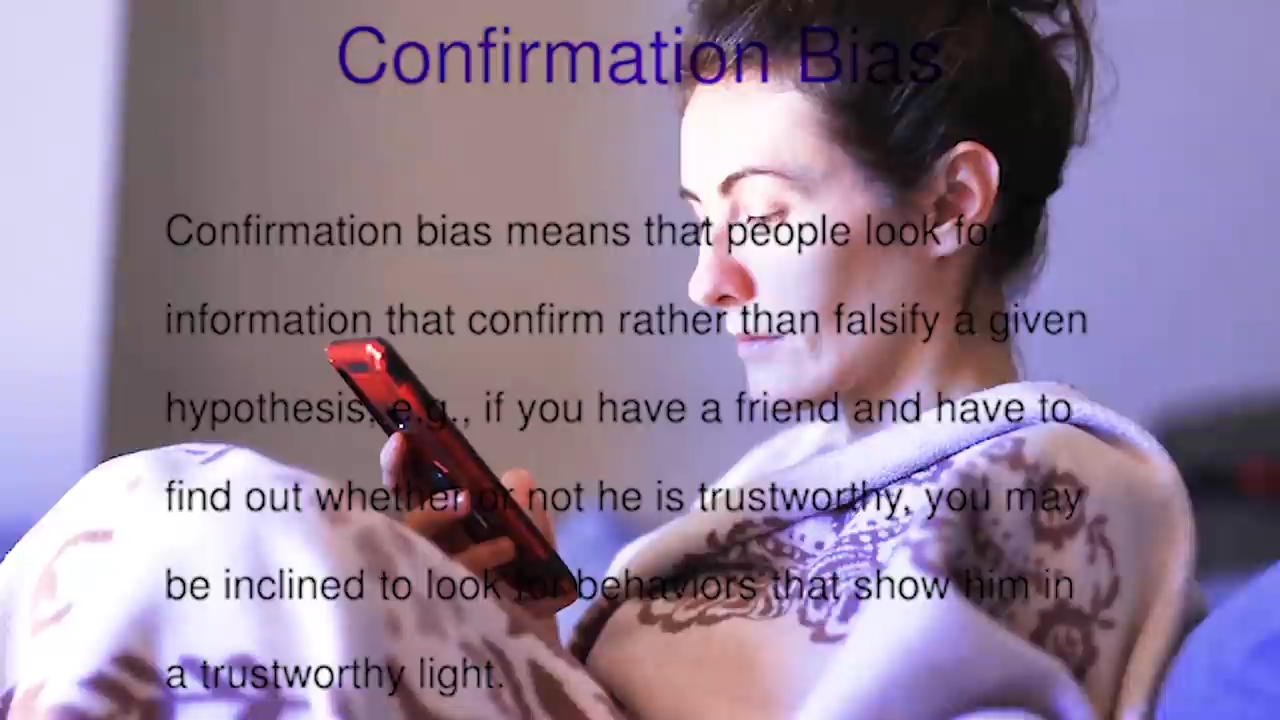 Confirmation Bias
Confirmation bias means that people look for
information that confirm rather than falsify a given
hypothesis, e.g., if you have a friend and have to
find out whether or not he is trustworthy, you may
be inclined to look for behaviors that show him in
a trustworthy light.